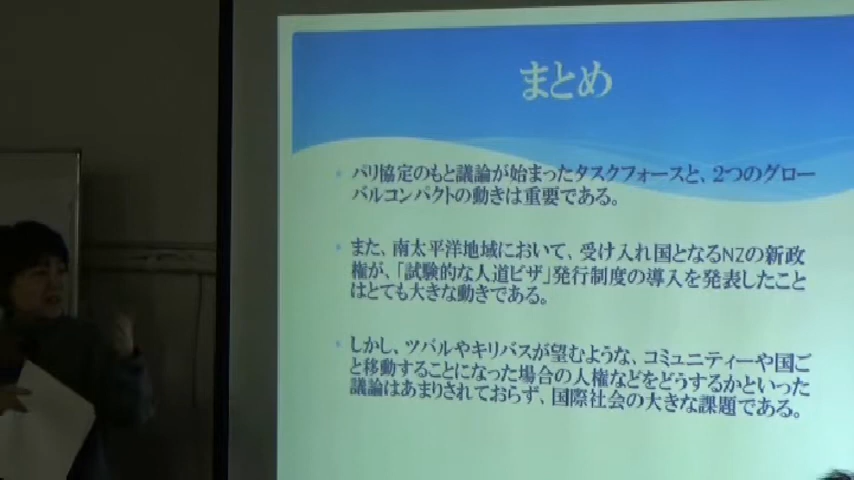 まとめ
パリ協定のもと議論が始まったタスクフォースと、2つのグロー
バルコンパクトの動きは重要である。
また、南太平洋地域において、受け入れ国となるNZの新政
権が、「試験的な人道ビザ」発行制度の導入を発表したこと
はとても大きな動きである。
しかし、ツバルやキリバスが望むような、コミュニティーや国ご
と移動することになった場合の人権などをどうするかといった
議論はあまりされておらず、国際社会の大きな課題である。